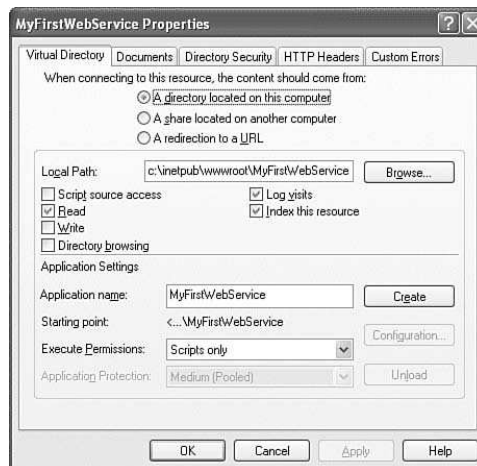 MyFirstWebService Properties
Virtual Directory Documents Directory Security HTTP Headers Custom Errors
When connecting to this resource, the content should come from:
A directory located on this computer
A share located on another computer
A redirection to a URL
Local Path: c:\inetpub\wwwroot\MyFirstWebService Browse...
Script source access Log visits
Read Index this resource
Write
Directory browsing
Application Settings
Application name: MyFirstWebService Create
Starting point: <...\MyFirstWebService
Configuration...
Execute Permissions: Scripts only
Application Protection: Medium (Pooled) Unload
OK Cancel Apply Help